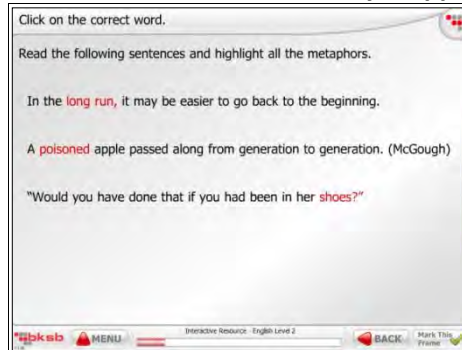 Click on the correct word.
Read the following sentences and highlight all the metaphors.
In the long run, it may be easier to go back to the beginning.
A poisoned apple passed along from generation to generation. (McGough)
“Would you have done that if you had been in her shoes?”
Interactive Resource - English Level 2
bksb MENU BACK Mark This
Frame